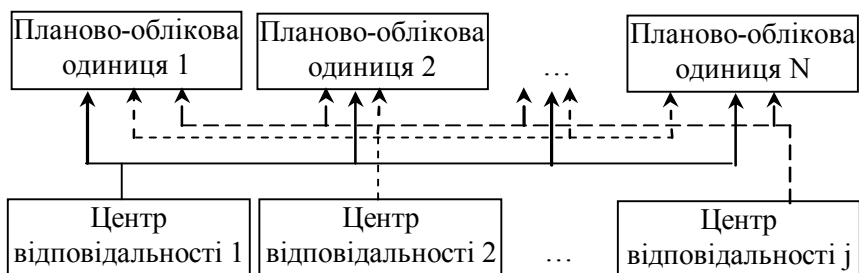 Планово-облікова
одиниця 1
Планово-облікова
одиниця 2
…
Планово-облікова
одиниця N
Центр
відповідальності 1
Центр
відповідальності 2
…
Центр
відповідальності j